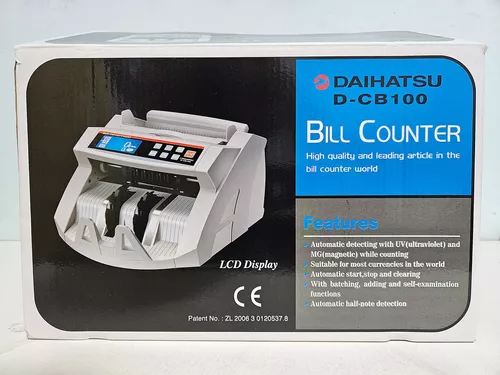 DAIHATSU
D-CB100
BILL COUNTER
High quality and leading article in the
bill counter world
Features
Automatic detecting with UV(ultraviolet) and
MG(magnetic) while counting
Suitable for most currencies in the world
Automatic start,stop and clearing
With batching, adding and self-examination
functions
Automatic half-note detection
LCD Display
CE
Patent No. : ZL 2006 3 0120537.8